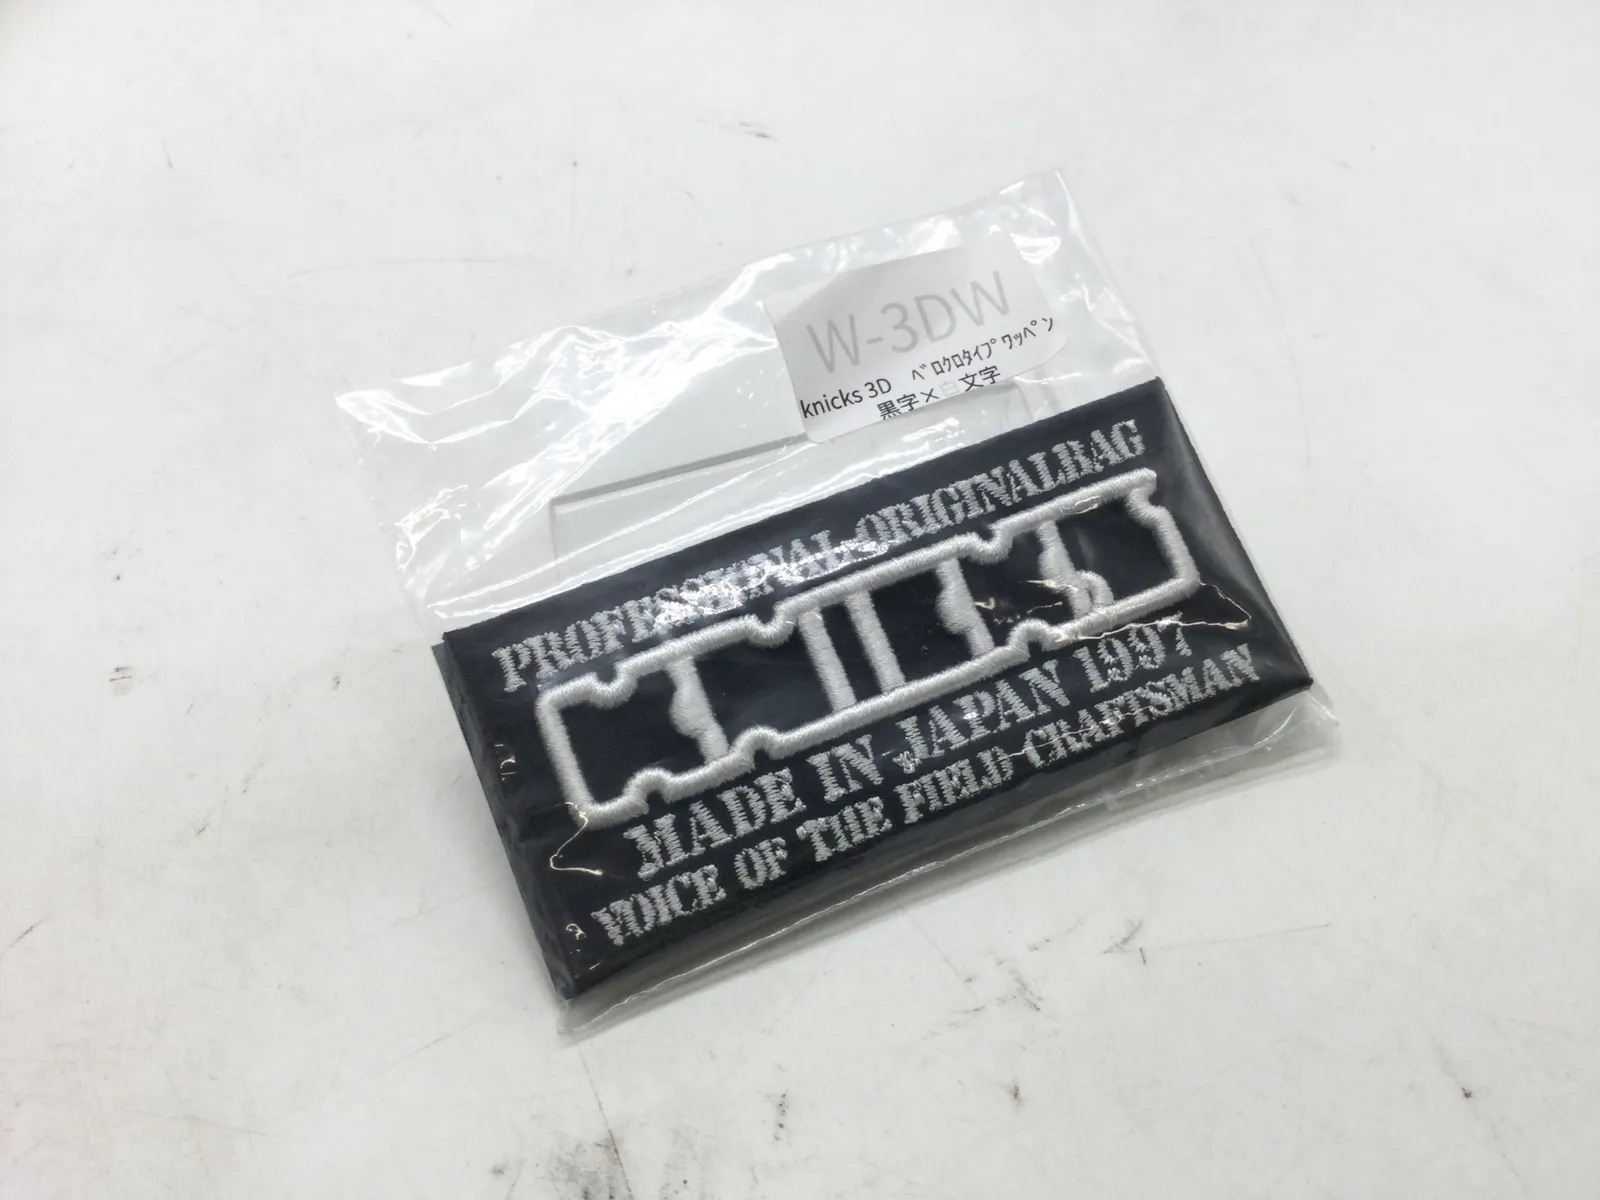 W-3DW
knicks 3D ﾍﾞﾛｸﾛﾀｲﾌﾟ ﾜｯﾍﾟﾝ
黒字×白文字
PROFESSIONAL ORIGINALBAG
MADE IN JAPAN 1997
VOICE OF THE FIELD CRAFTSMAN